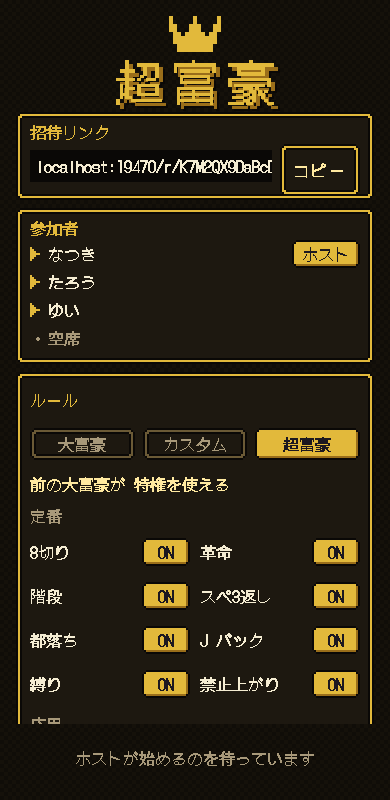 超富豪
招待リンク
localhost:19470/r/K7M2QX9DaBc
コピー
参加者
なつき ホスト
たろう
ゆい
・空席
ルール
大富豪 カスタム 超富豪
前の大富豪が 特権を使える
定番
8切り ON 革命 ON
階段 ON スペ3返し ON
都落ち ON J バック ON
縛り ON 禁止上がり ON
ホストが始めるのを待っています